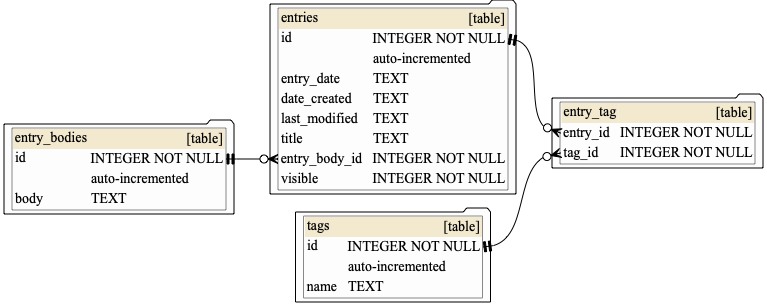 entries [table]
id INTEGER NOT NULL
auto-incremented
entry_date TEXT
date_created TEXT
last_modified TEXT
title TEXT
entry_body_id INTEGER NOT NULL
visible INTEGER NOT NULL
entry_bodies [table]
id INTEGER NOT NULL
auto-incremented
body TEXT
entry_tag [table]
entry_id INTEGER NOT NULL
tag_id INTEGER NOT NULL
tags [table]
id INTEGER NOT NULL
auto-incremented
name TEXT